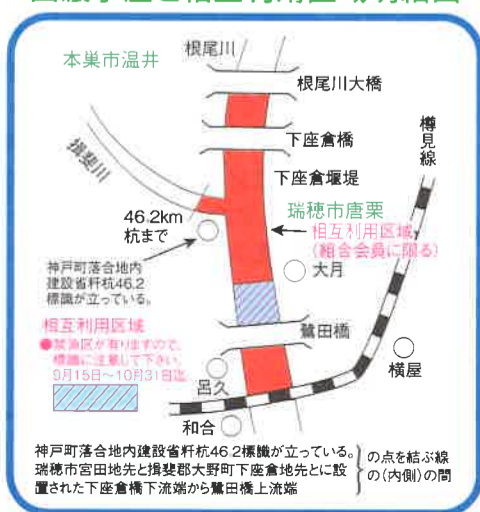 根尾川
本巣市温井
根尾川大橋
下座倉橋
樽見線
揖斐川
下座倉堰堤
瑞穂市唐栗
相互利用区域
(組合会員に限る)
46.2km
杭まで
大月
神戸町落合地内
建設省粁杭46.2
標識が立っている。
相互利用区域
●禁漁区が有りますので、
標識に注意して下さい。
9月15日~10月31日迄
鷺田橋
横屋
呂久
和合
神戸町落合地内建設省粁杭46.2標識が立っている。
瑞穂市宮田地先と揖斐郡大野町下座倉地先とに設
置された下座倉橋下流端から鷺田橋上流端
の点を結ぶ線
の(内側)の間